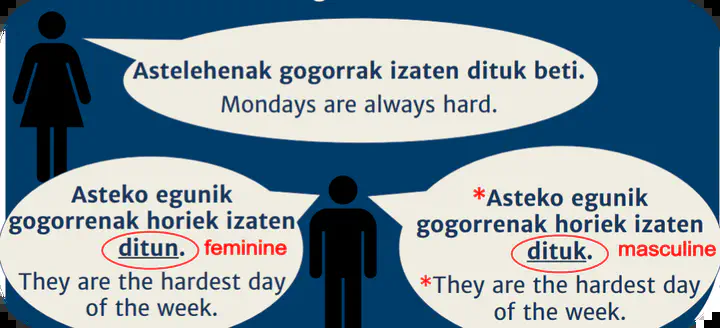 Astelehenak gogorrak izaten dituk beti.
Mondays are always hard.
Asteko egunik
gogorrenak horiek izaten
ditun. feminine
They are the hardest day
of the week.
*Asteko egunik
gogorrenak horiek izaten
dituk. masculine
*They are the hardest day
of the week.